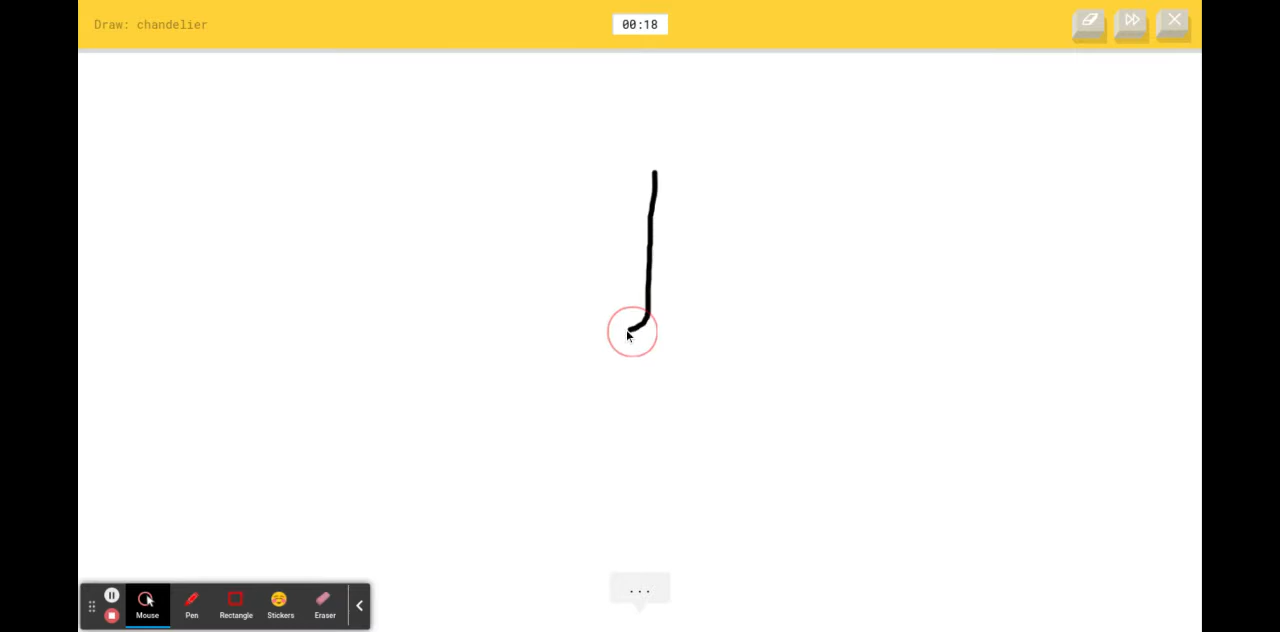 Draw: chandelier
00:18
...
Mouse
Pen
Rectangle
Stickers
Eraser